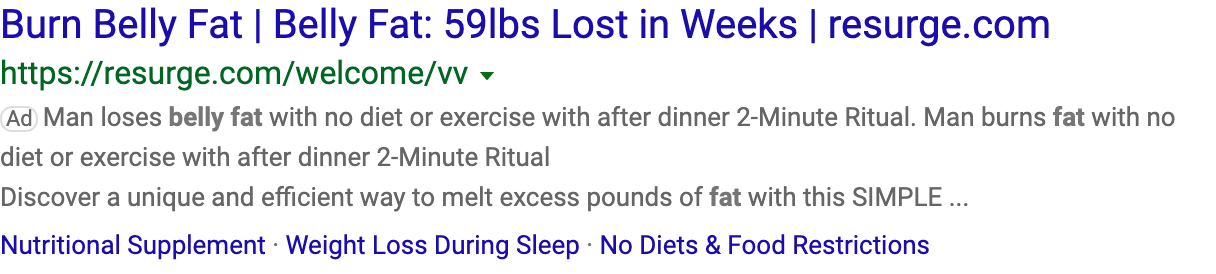 Burn Belly Fat | Belly Fat: 59lbs Lost in Weeks | resurge.com
https://resurge.com/welcome/vv
Ad Man loses belly fat with no diet or exercise with after dinner 2-Minute Ritual. Man burns fat with no
diet or exercise with after dinner 2-Minute Ritual
Discover a unique and efficient way to melt excess pounds of fat with this SIMPLE ...
Nutritional Supplement · Weight Loss During Sleep · No Diets & Food Restrictions